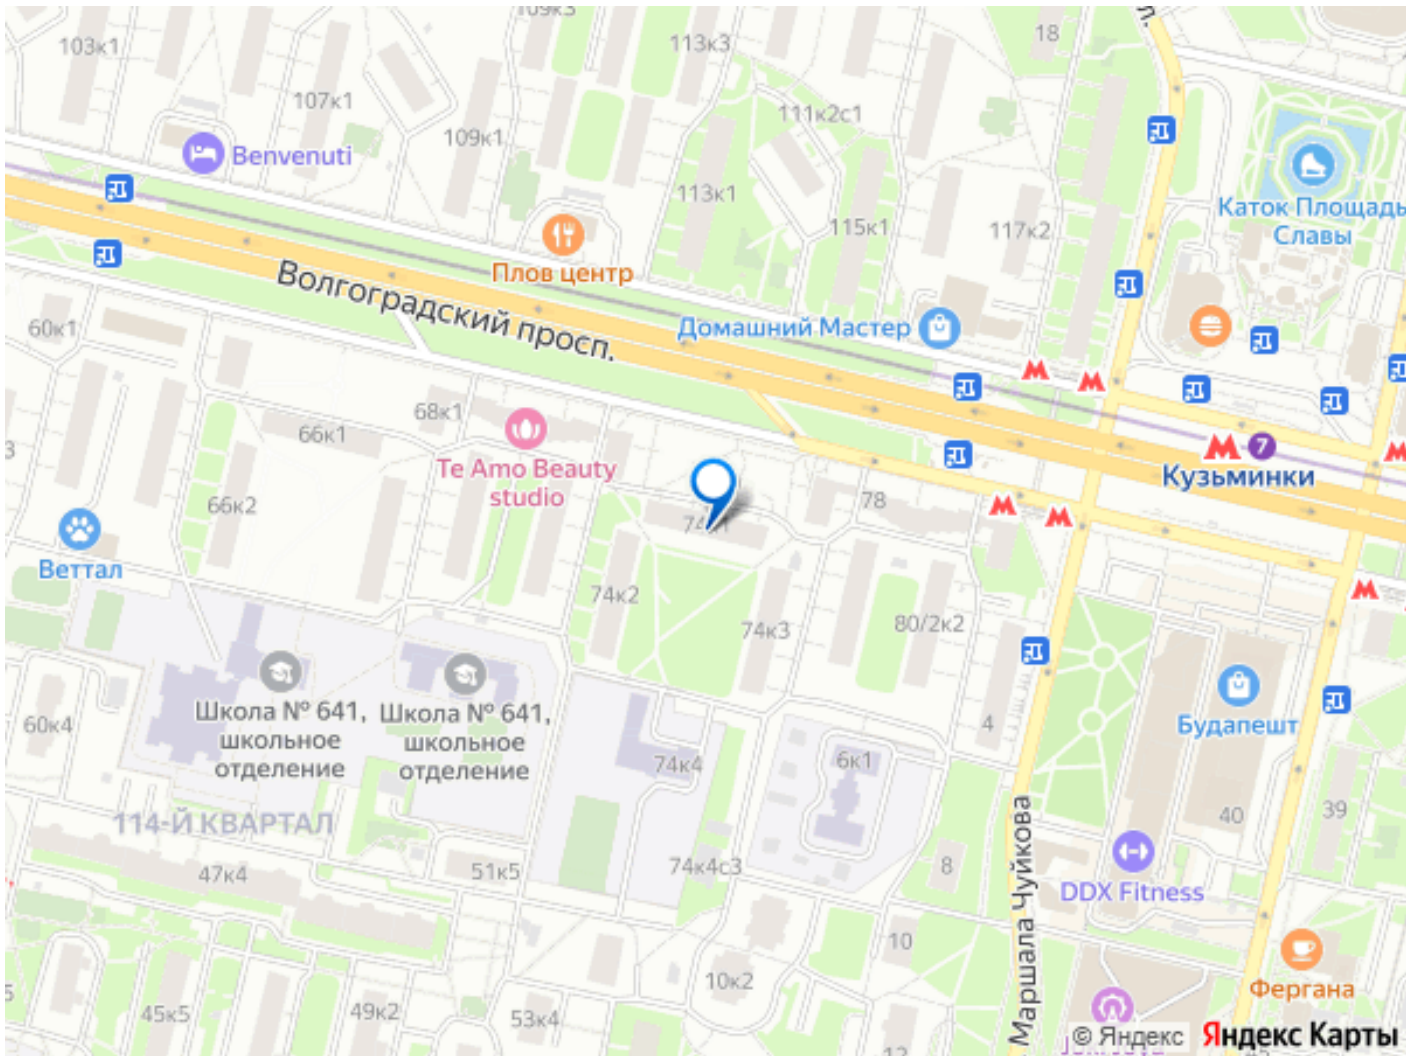 109к3
103к1
113к3
18
107к1
111к2с1
109к1
Benvenuti
113к1
115к1
117к2
Каток Площадь
Славы
Плов центр
Волгоградский просп.
60к1
Домашний Мастер
68к1
66к1
7
Кузьминки
Te Amo Beauty
studio
66к2
78
Веттал
74к2
74к3
80/2к2
Школа № 641,
школьное
отделение
Школа № 641,
школьное
отделение
60к4
4
Будапешт
74к4
6к1
114-Й КВАРТАЛ
40
39
47к4
51к5
74к4с3
8
DDX Fitness
Маршала Чуйкова
10
10к2
Фергана
45к5
49к2
53к4
12
© Яндекс
Яндекс Карты